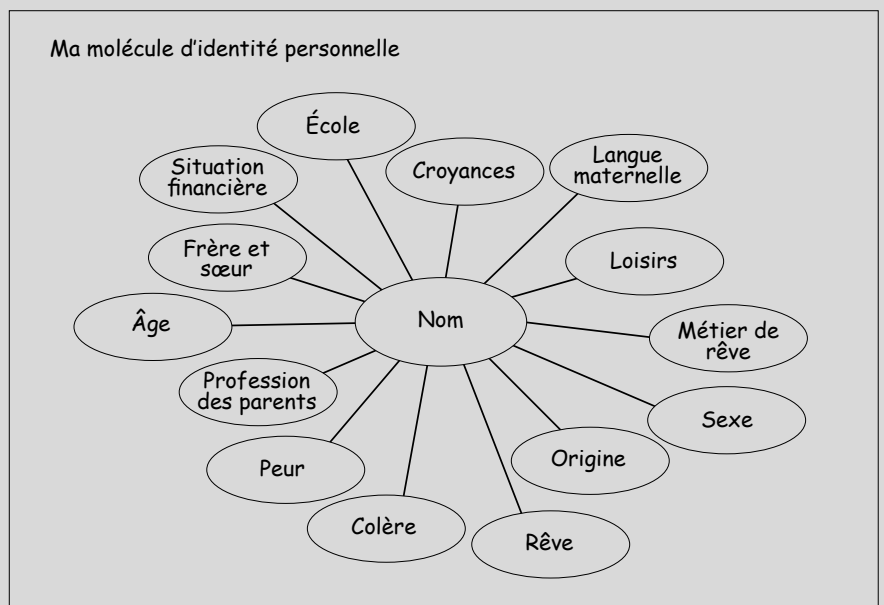 Ma molécule d'identité personnelle
École
Croyances
Langue
maternelle
Situation
financière
Frère et
sœur
Loisirs
Âge
Nom
Métier de
rêve
Profession
des parents
Sexe
Peur
Origine
Colère
Rêve